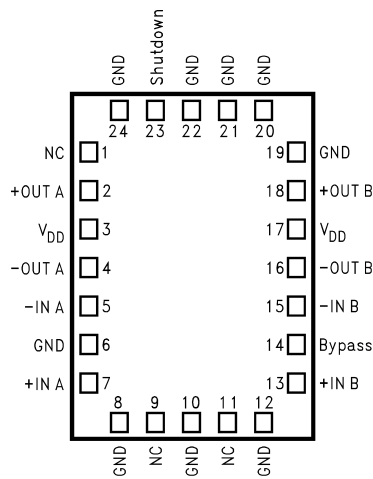 GND Shutdown GND GND GND
24 23 22 21 20
NC 1 19 GND
+OUT A 2 18 +OUT B
VDD 3 17 VDD
-OUT A 4 16 -OUT B
-IN A 5 15 -IN B
GND 6 14 Bypass
+IN A 7 13 +IN B
8 9 10 11 12
GND NC GND NC GND